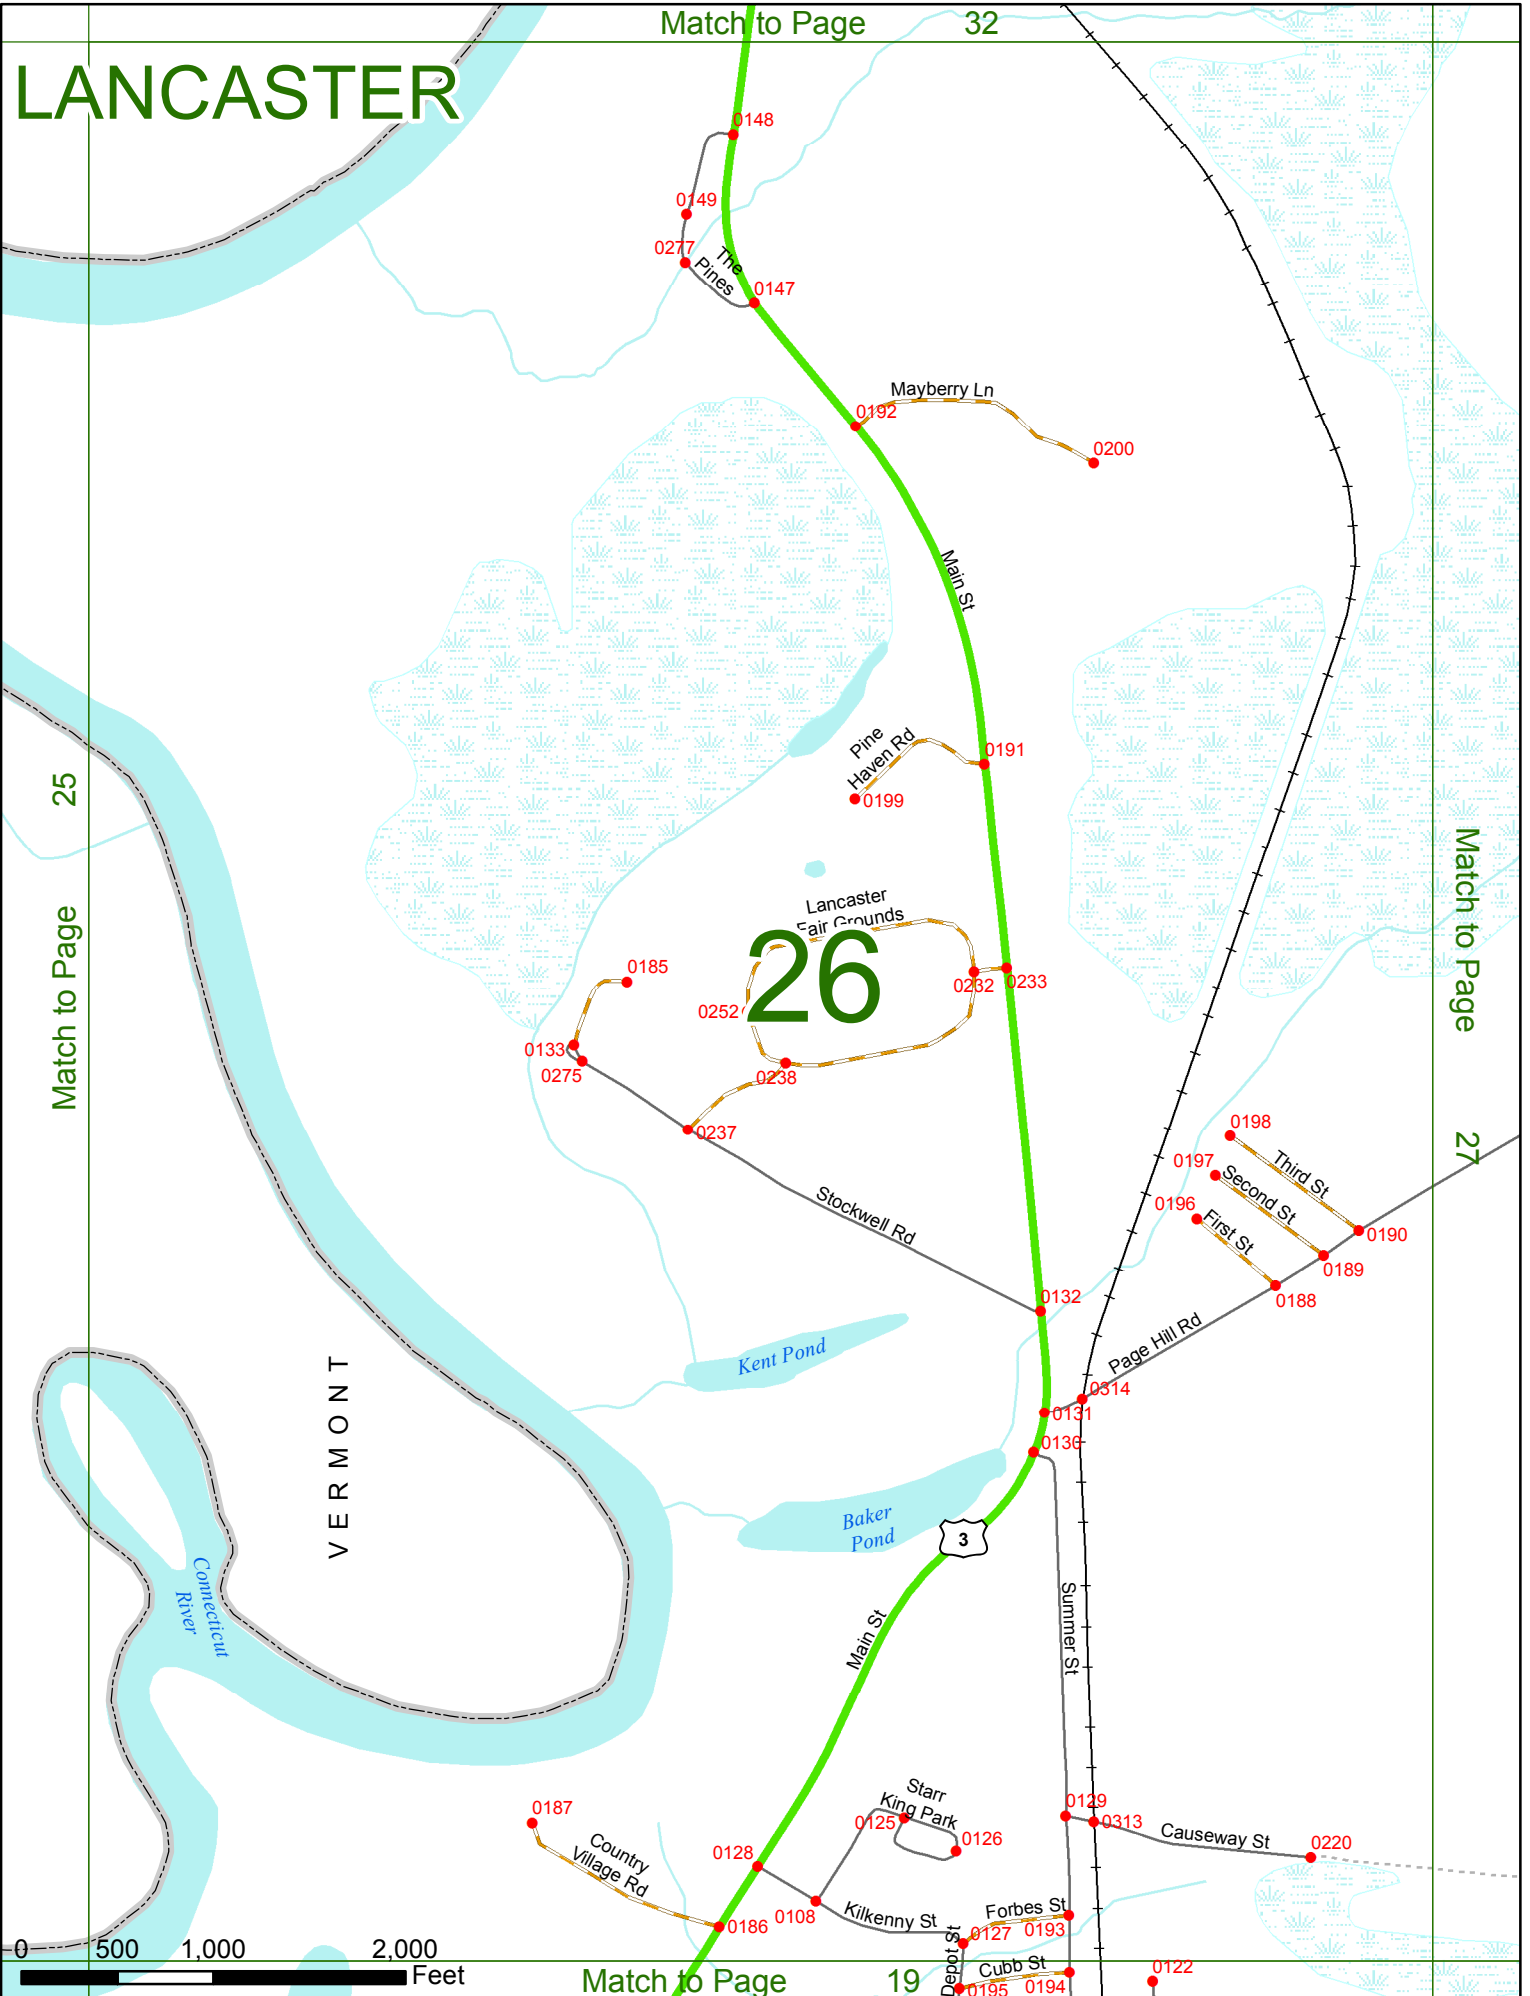 Match to Page 32
LANCASTER
0148
0149
0277
The
Pines
0147
Mayberry Ln
0192
0200
Main St
Pine
Haven Rd
0191
0199
25
Match to Page
Match to Page
27
Lancaster
Fair Grounds
26
0185
0252
0232
0233
0133
0275
0238
0237
Stockwell Rd
0198
0197
0196
Third St
Second St
First St
0190
0189
0188
0132
Page Hill Rd
Kent Pond
0314
0131
0130
VERMONT
Baker
Pond
3
Connecticut
River
Main St
Summer St
0187
Country
Village Rd
Starr
King Park
0125
0126
0129
0313
Causeway St
0220
0128
0108
Kilkenny St
0186
Forbes St
0127
0193
Depot St
Cubb St
0195
0194
0122
0 500 1,000 2,000
Feet
Match to Page 19